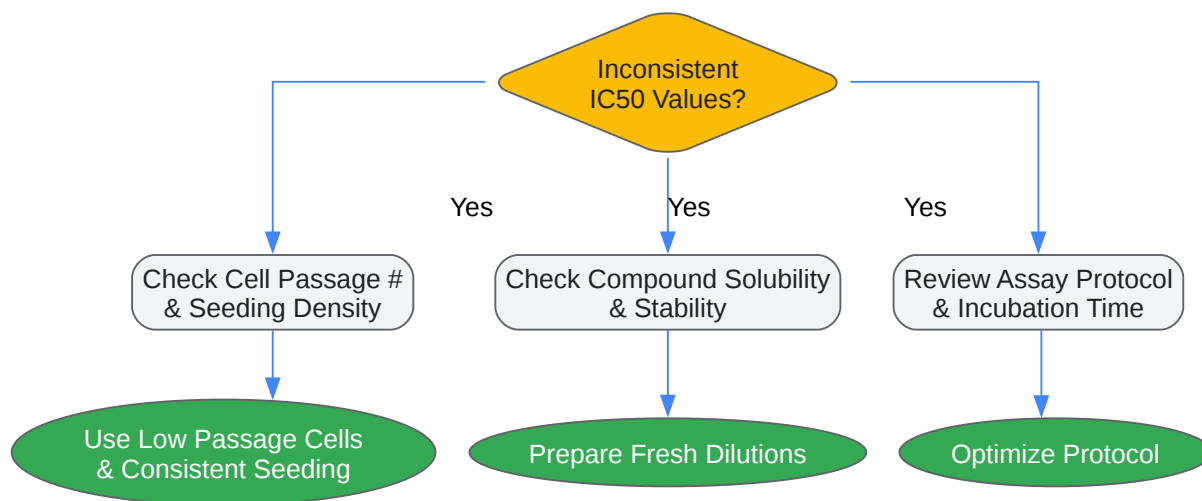 Inconsistent
IC50 Values?
Yes
Yes
Yes
Check Cell Passage #
& Seeding Density
Check Compound Solubility
& Stability
Review Assay Protocol
& Incubation Time
Use Low Passage Cells
& Consistent Seeding
Prepare Fresh Dilutions
Optimize Protocol